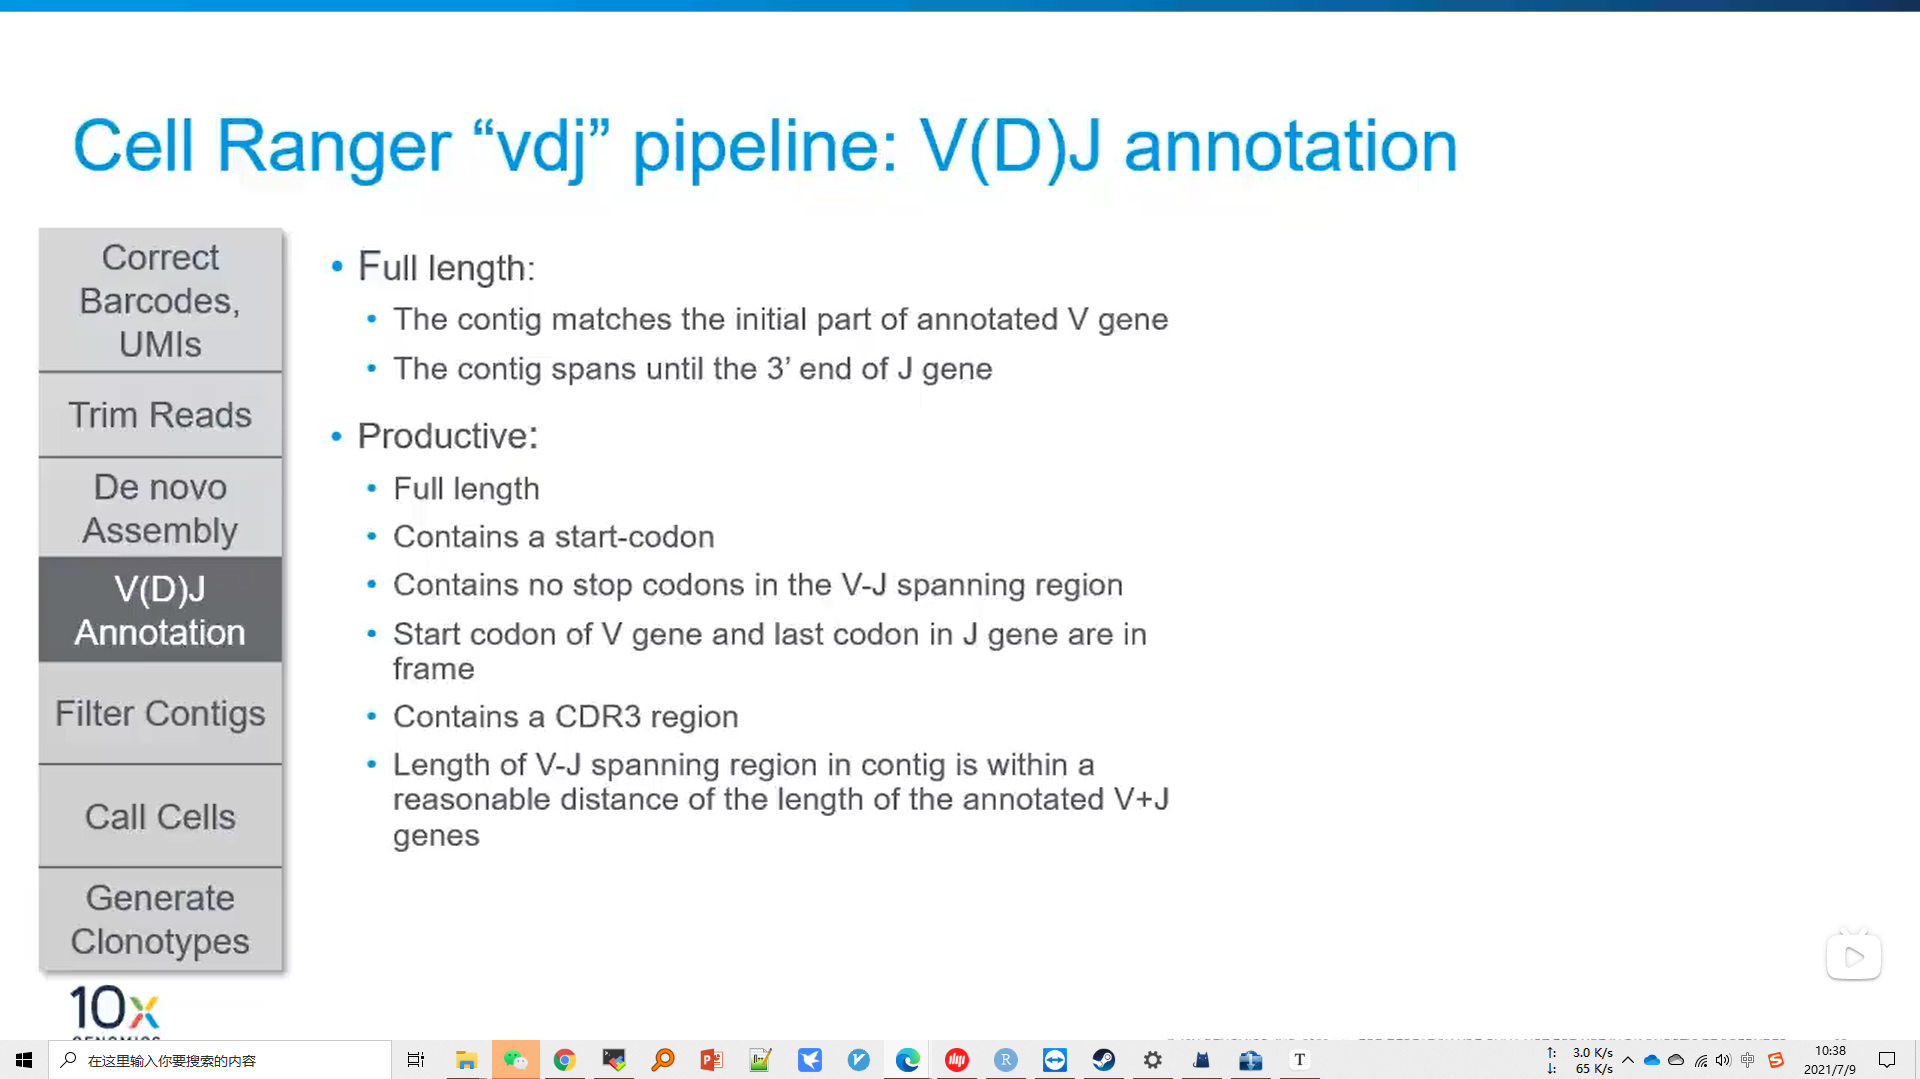 Cell Ranger “vdj” pipeline: V(D)J annotation
Correct
Barcodes,
UMIs
Trim Reads
De novo
Assembly
V(D)J
Annotation
Filter Contigs
Call Cells
Generate
Clonotypes
• Full length:
• The contig matches the initial part of annotated V gene
• The contig spans until the 3’ end of J gene
• Productive:
• Full length
• Contains a start-codon
• Contains no stop codons in the V-J spanning region
• Start codon of V gene and last codon in J gene are in
frame
• Contains a CDR3 region
• Length of V-J spanning region in contig is within a
reasonable distance of the length of the annotated V+J
genes
10x
GENOMICS
在这里输入你要搜索的内容
3.0 K/s
65 K/s
中
10:38
2021/7/9